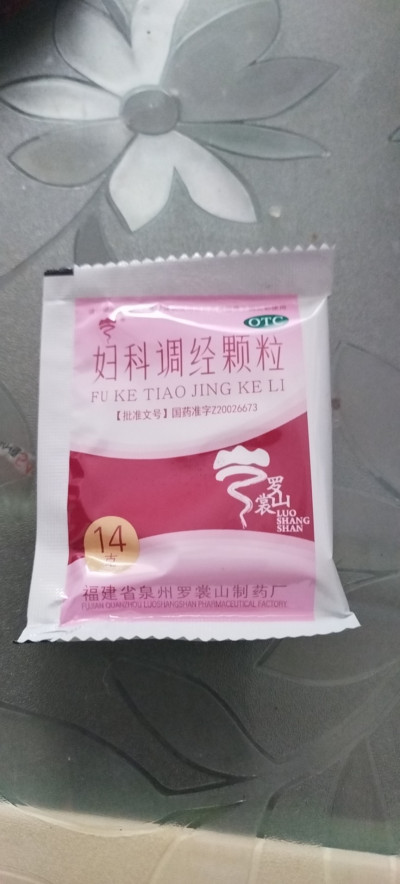 OTC
妇科调经颗粒
FU KE TIAO JING KE LI
【批准文号】国药准字Z20026673
罗裳山
LUO
SHANG
SHAN
14
克
福建省泉州罗裳山制药厂
FUJIAN QUANZHOU LUOSHANGSHAN PHARMACEUTICAL FACTORY